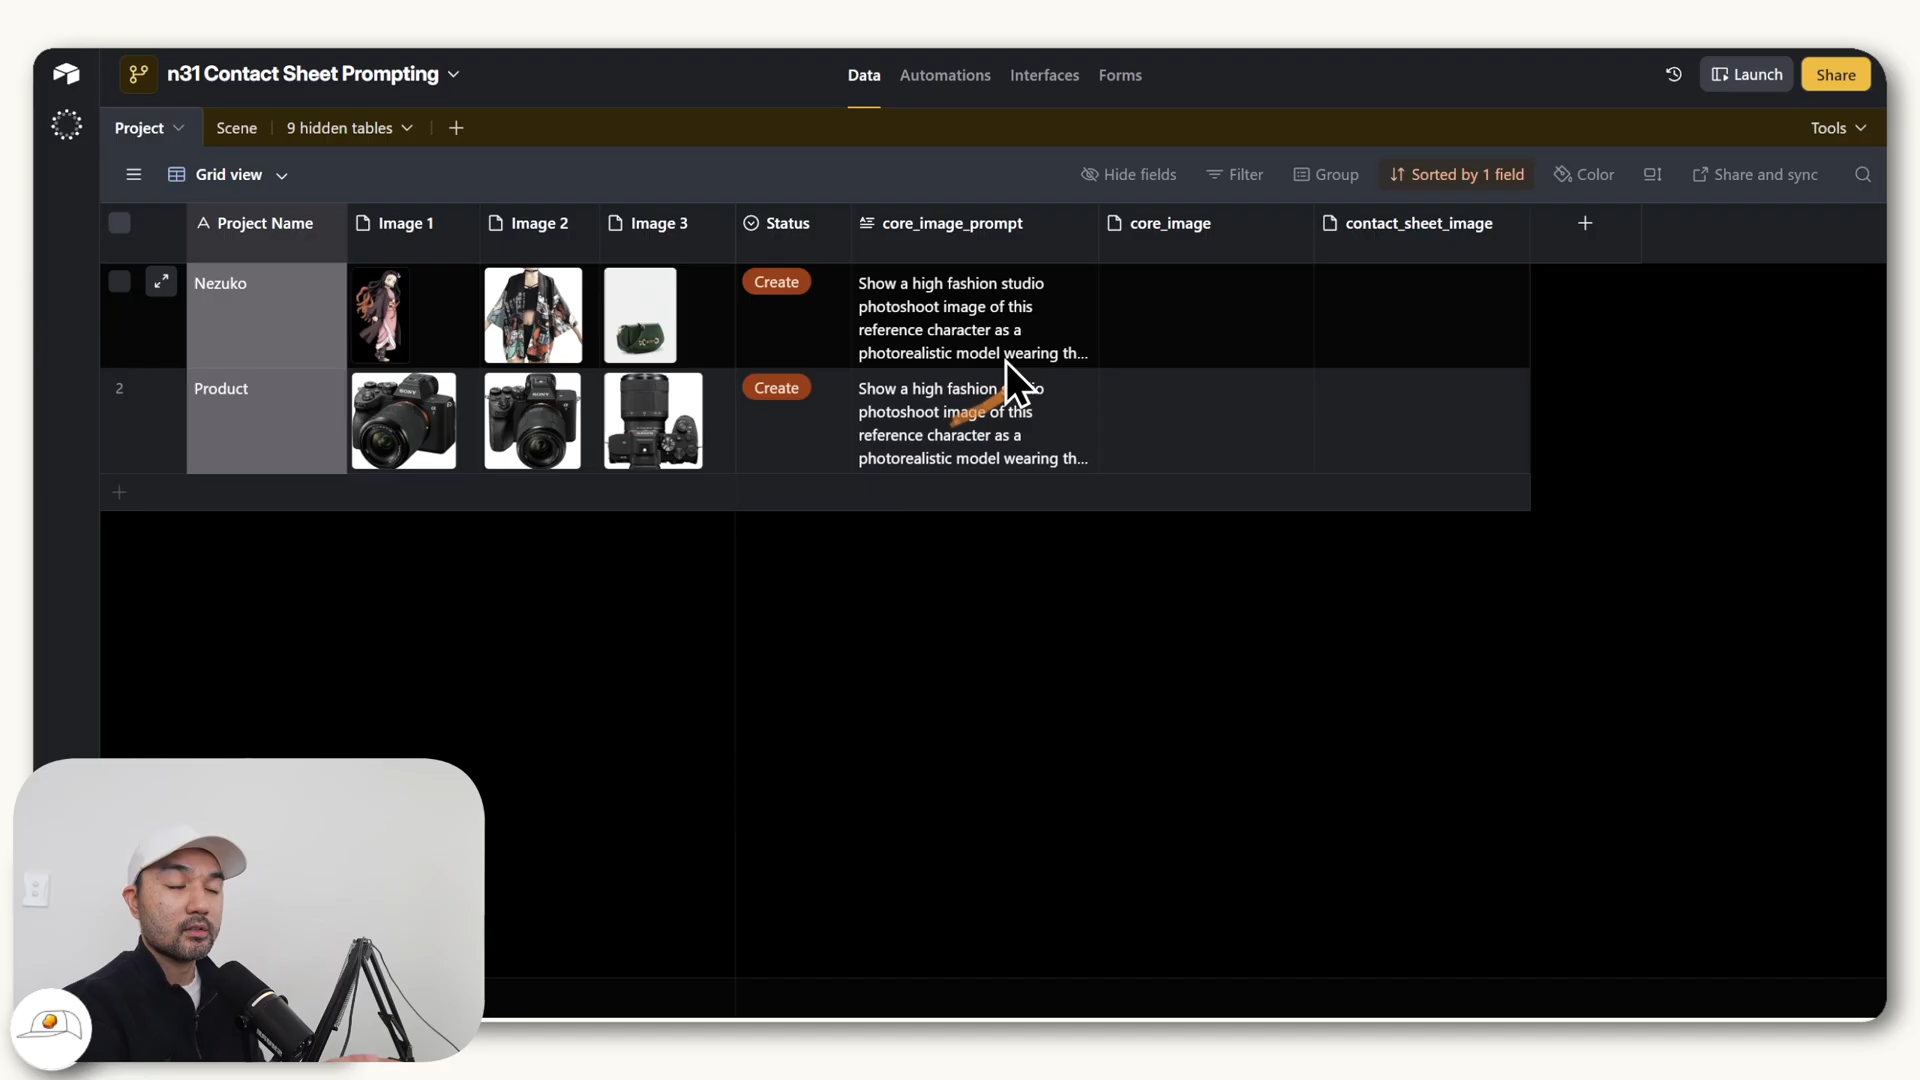 n31 Contact Sheet Prompting
Data
Automations
Interfaces
Forms
Launch
Share
Project
Scene
9 hidden tables
Tools
Grid view
Hide fields
Filter
Group
Sorted by 1 field
Color
Share and sync
Project Name
Image 1
Image 2
Image 3
Status
core_image_prompt
core_image
contact_sheet_image
Nezuko
Create
Show a high fashion studio
photoshoot image of this
reference character as a
photorealistic model wearing th...
2
Product
SONY
SONY
Create
Show a high fashion
photoshoot image of this
reference character as a
photorealistic model wearing th...